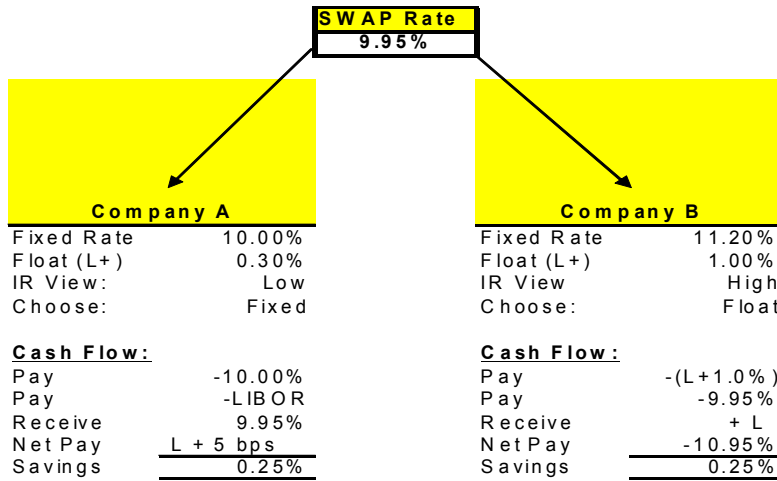 SWAP Rate
9.95%
Company A
Fixed Rate 10.00%
Float (L+) 0.30%
IR View: Low
Choose: Fixed
Cash Flow:
Pay -10.00%
Pay -LIBOR
Receive 9.95%
Net Pay L + 5 bps
Savings 0.25%
Company B
Fixed Rate 11.20%
Float (L+) 1.00%
IR View High
Choose: Float
Cash Flow:
Pay -(L+1.0%)
Pay -9.95%
Receive + L
Net Pay -10.95%
Savings 0.25%